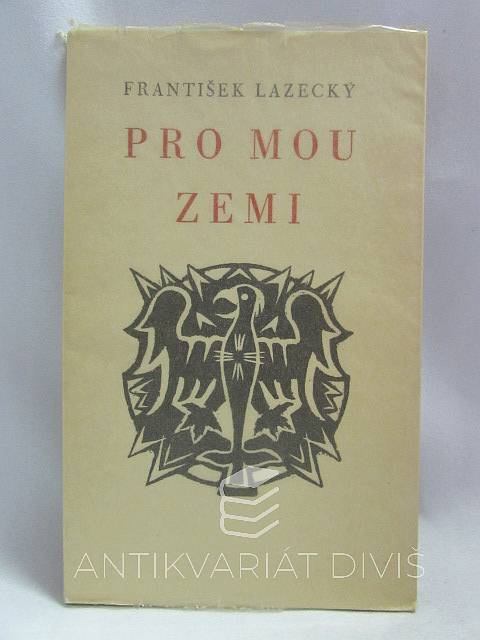 FRANTIŠEK LAZECKÝ
PRO MOU
ZEMI
ANTIKVARIÁT DIVIŠ